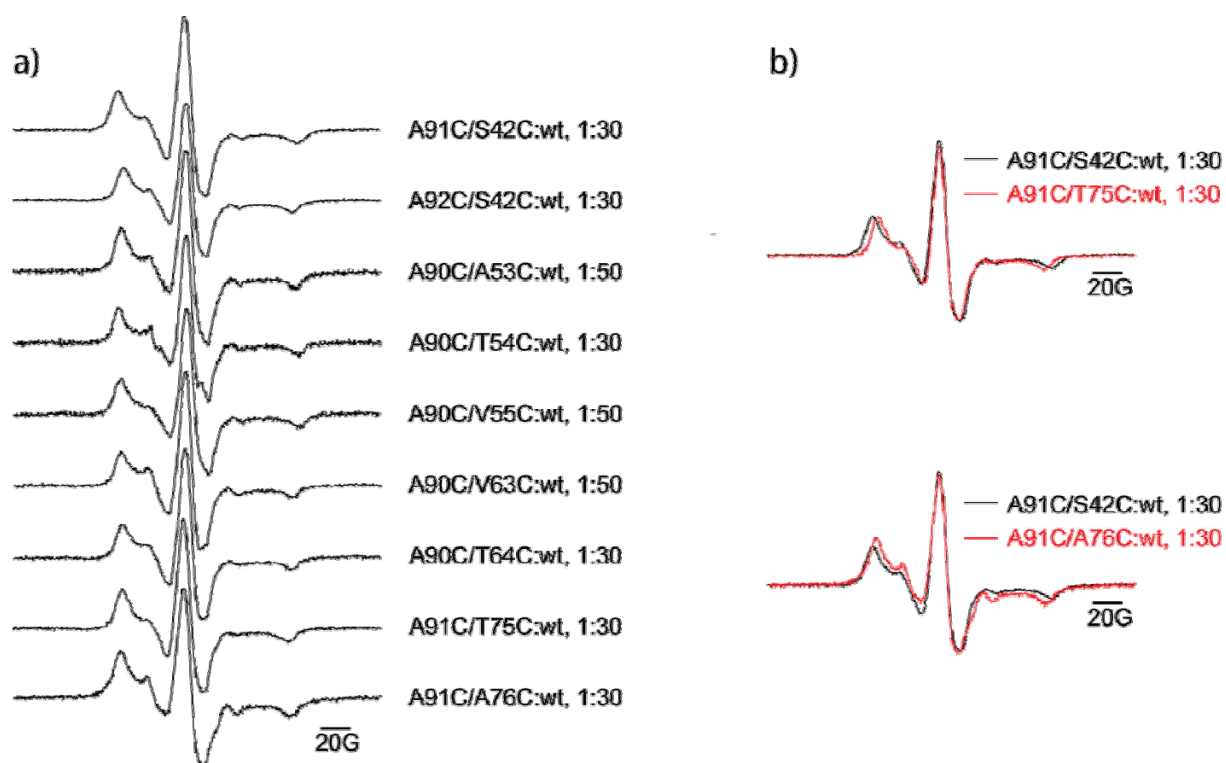 a)
A91C/S42C:wt, 1:30
A92C/S42C:wt, 1:30
A90C/A53C:wt, 1:50
A90C/T54C:wt, 1:30
A90C/V55C:wt, 1:50
A90C/V63C:wt, 1:50
A90C/T64C:wt, 1:30
A91C/T75C:wt, 1:30
A91C/A76C:wt, 1:30
20G
b)
A91C/S42C:wt, 1:30
A91C/T75C:wt, 1:30
20G
A91C/S42C:wt, 1:30
A91C/A76C:wt, 1:30
20G